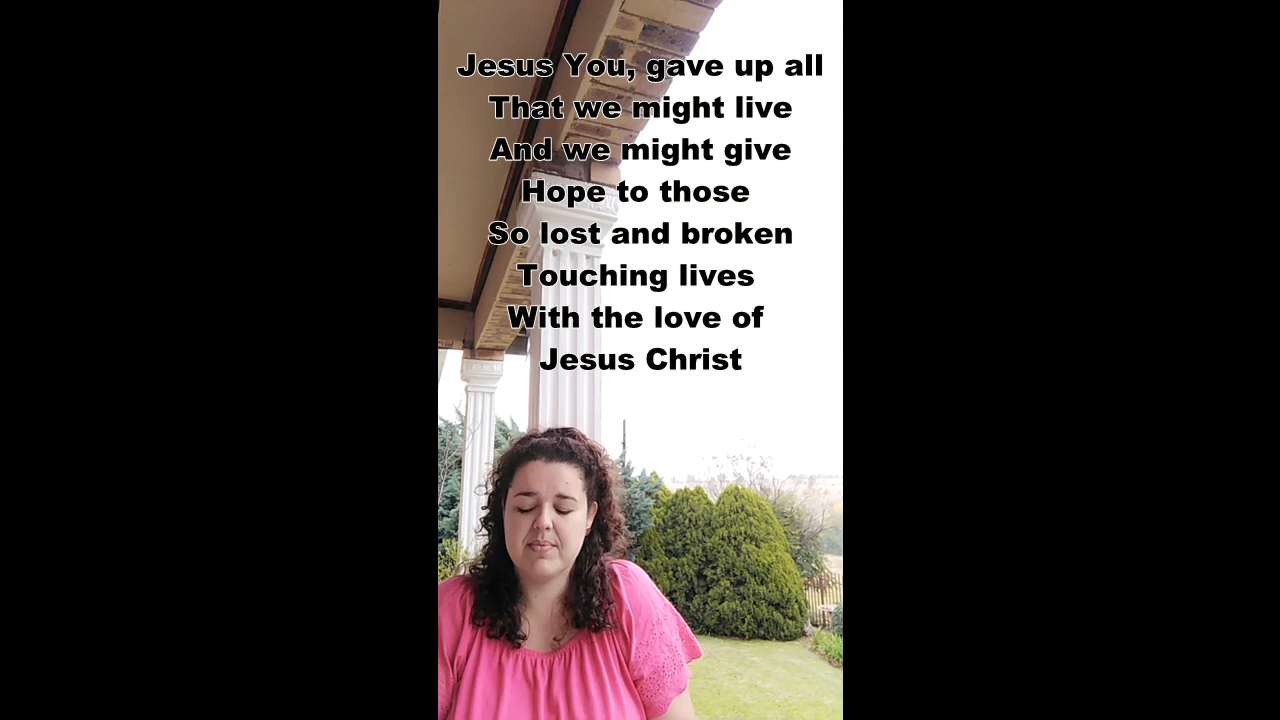 Jesus You, gave up all
That we might live
And we might give
Hope to those
So lost and broken
Touching lives
With the love of
Jesus Christ